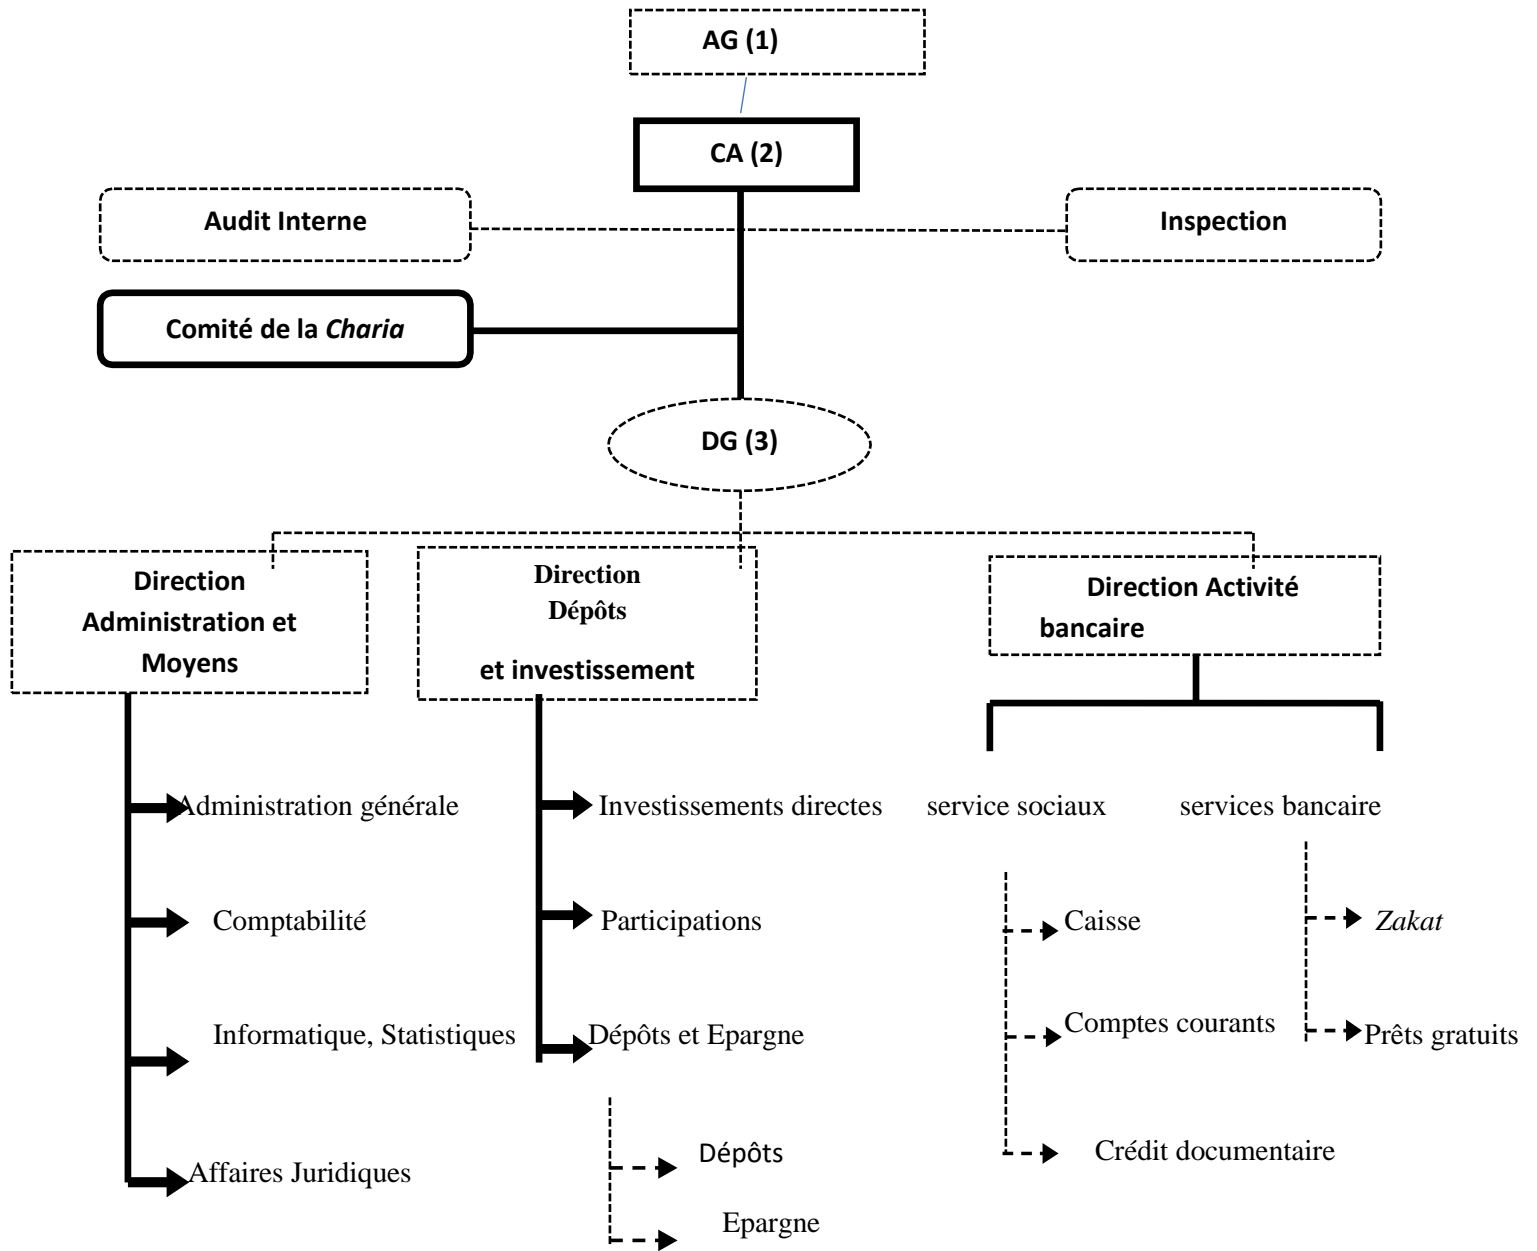 AG (1)
CA (2)
Audit Interne
Inspection
Comité de la Charia
DG (3)
Direction
Administration et
Moyens
Direction
Dépôts
et investissement
Direction Activité
bancaire
Administration générale
Comptabilité
Informatique, Statistiques
Affaires Juridiques
Investissements directes
Participations
Dépôts et Epargne
Dépôts
Epargne
service sociaux
Caisse
Comptes courants
Crédit documentaire
services bancaire
Zakat
Prêts gratuits